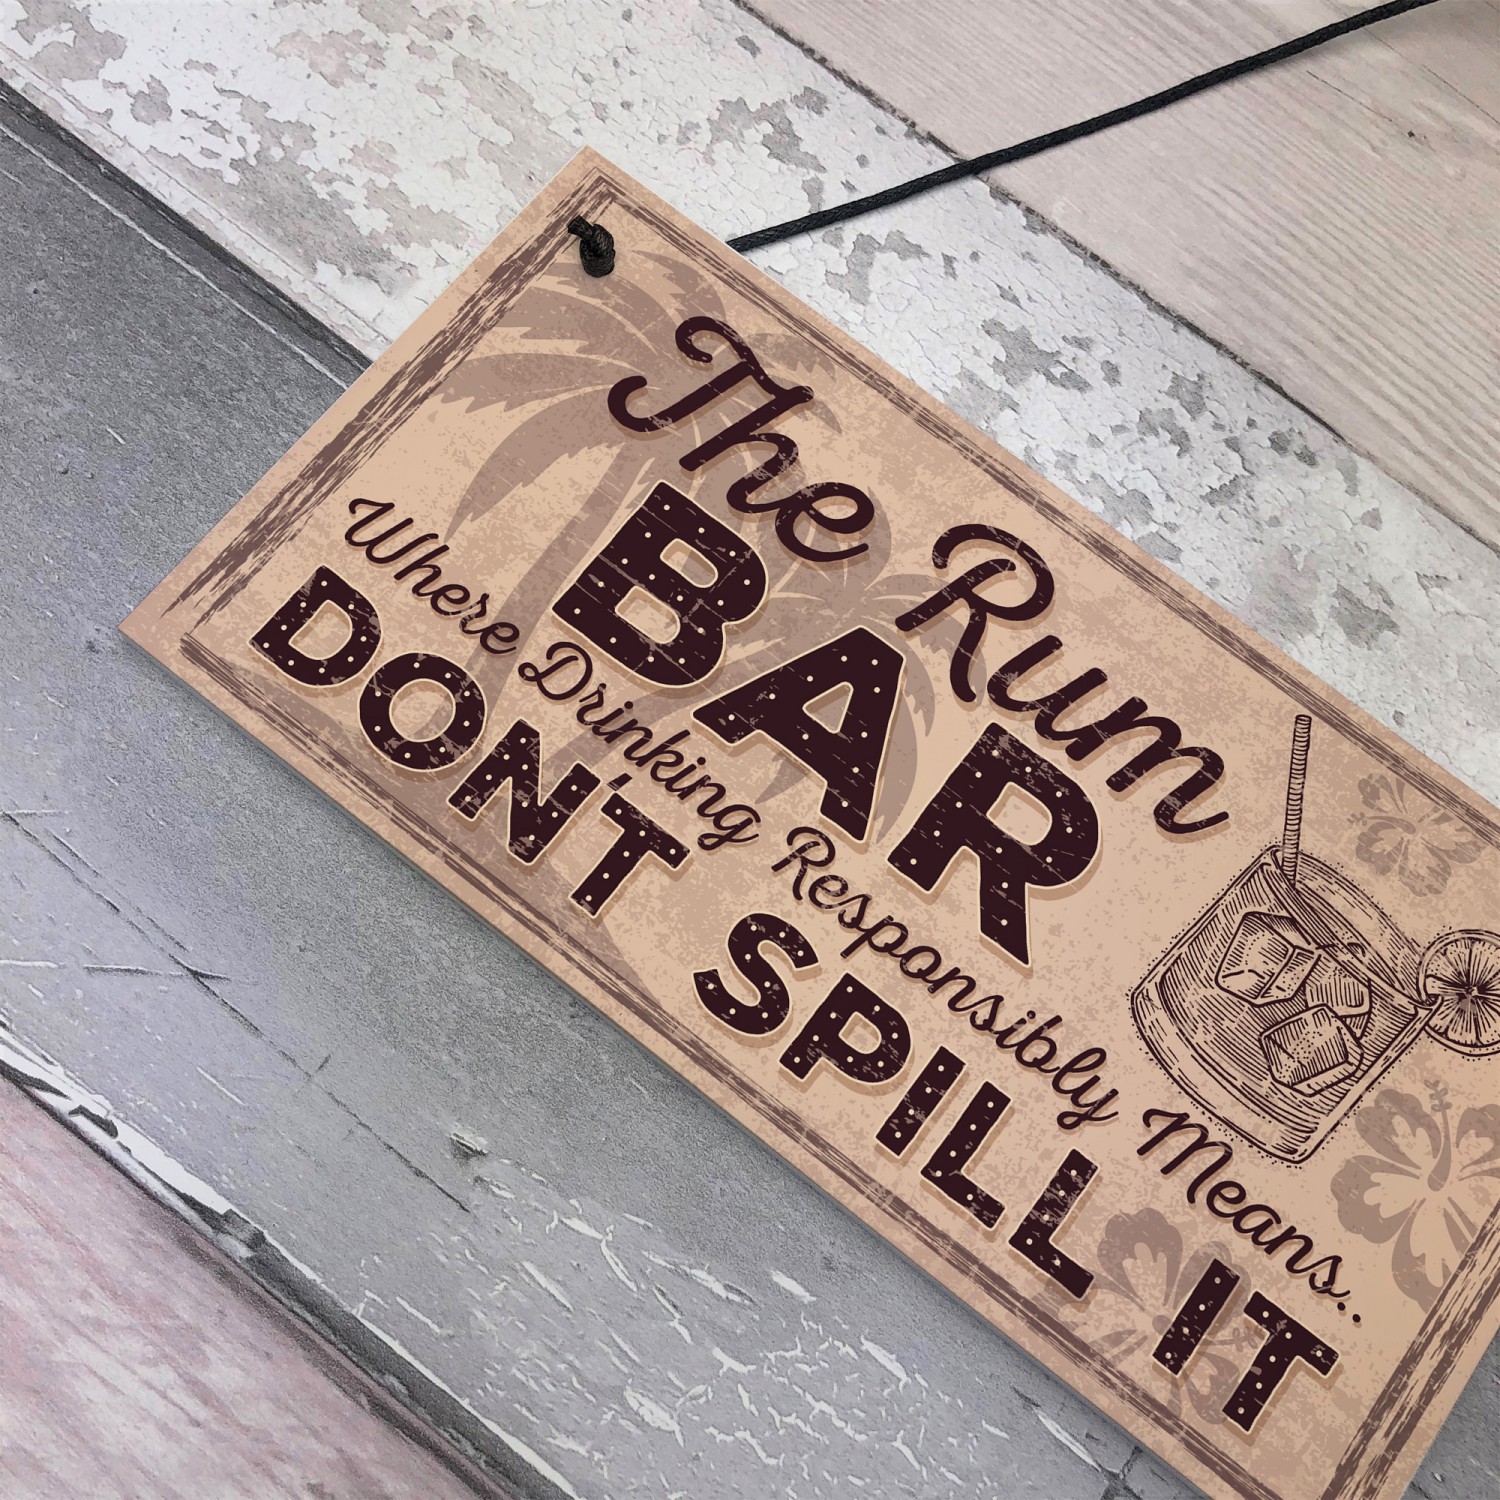 The Rum
BAR
Where Drinking Responsibly Means..
DON'T SPILL IT